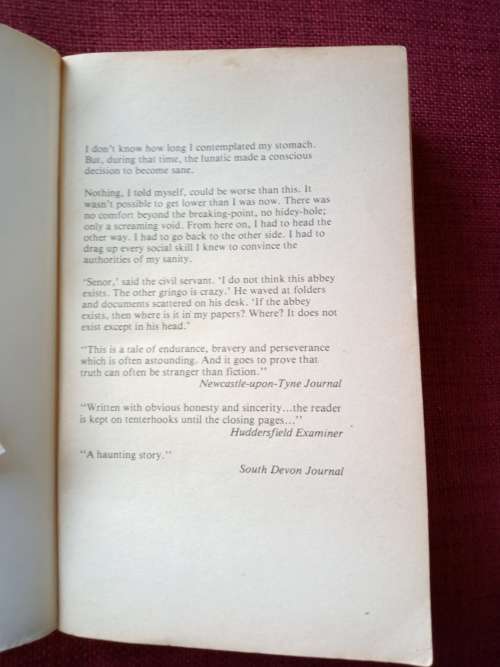 I don't know how long I contemplated my stomach.
But, during that time, the lunatic made a conscious
decision to become sane.
Nothing, I told myself, could be worse than this. It
wasn't possible to get lower than I was now. There was
no comfort beyond the breaking-point, no hidey-hole;
only a screaming void. From here on, I had to head the
other way. I had to go back to the other side. I had to
drag up every social skill I knew to convince the
authorities of my sanity.
'Senor,' said the civil servant. 'I do not think this abbey
exists. The other gringo is crazy.' He waved at folders
and documents scattered on his desk. 'If the abbey
exists, then where is it in my papers? Where? It does not
exist except in his head.'
"This is a tale of endurance, bravery and perseverance
which is often astounding. And it goes to prove that
truth can often be stranger than fiction."
Newcastle-upon-Tyne Journal
"Written with obvious honesty and sincerity...the reader
is kept on tenterhooks until the closing pages..."
Huddersfield Examiner
"A haunting story."
South Devon Journal